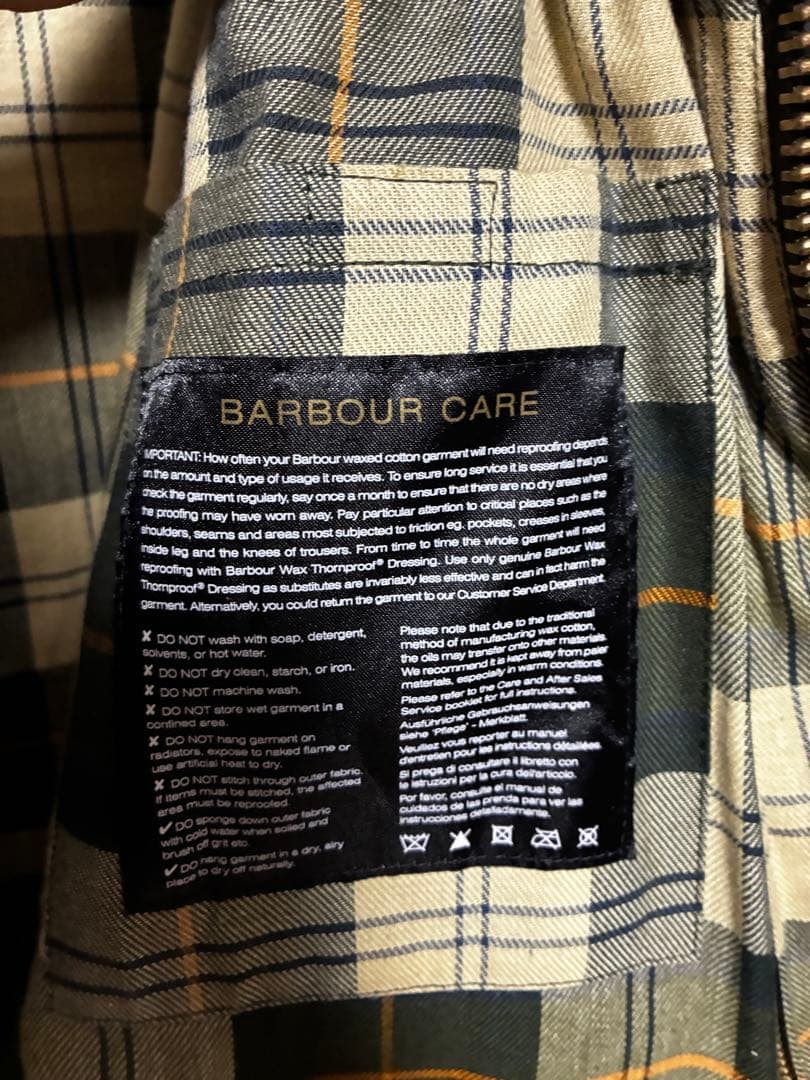 BARBOUR CARE
IMPORTANT: How often your Barbour waxed cotton garment will need reproofing depends
on the amount and type of usage it receives. To ensure long service it is essential that you
check the garment regularly, say once a month to ensure that there are no dry areas where
the proofing may have worn away. Pay particular attention to critical places such as the
shoulders, seams and areas most subjected to friction eg. pockets, creases in sleeves,
inside leg and the knees of trousers. From time to time the whole garment will need
reproofing with Barbour Wax Thornproof® Dressing. Use only genuine Barbour Wax
Thornproof® Dressing as substitutes are invariably less effective and can in fact harm the
garment. Alternatively, you could return the garment to our Customer Service Department.
✘ DO NOT wash with soap, detergent,
solvents, or hot water.
✘ DO NOT dry clean, starch, or iron.
✘ DO NOT machine wash.
✘ DO NOT store wet garment in a
confined area.
✘ DO NOT hang garment on
radiators, expose to naked flame or
use artificial heat to dry.
✘ DO NOT stitch through outer fabric.
If items must be stitched, the affected
area must be reproofed.
✔ DO sponge down outer fabric
with cold water when soiled and
brush off grit etc.
✔ DO hang garment in a dry, airy
place to dry off naturally.
Please note that due to the traditional
method of manufacturing wax cotton,
the oils may transfer onto other materials.
We recommend it is kept away from paler
materials, especially in warm conditions.
Please refer to the Care and After Sales
Service booklet for full instructions.
Ausführliche Gebrauchsanweisungen
siehe "Pflege" - Merkblatt.
Veuillez vous reporter au manuel
d'entretien pour les instructions détaillées.
Si prega di consultare il libretto con
le istruzioni per la cura dell'articolo.
Por favor, consulte el manual de
cuidados de las prenda para ver las
instrucciones detalladamente.